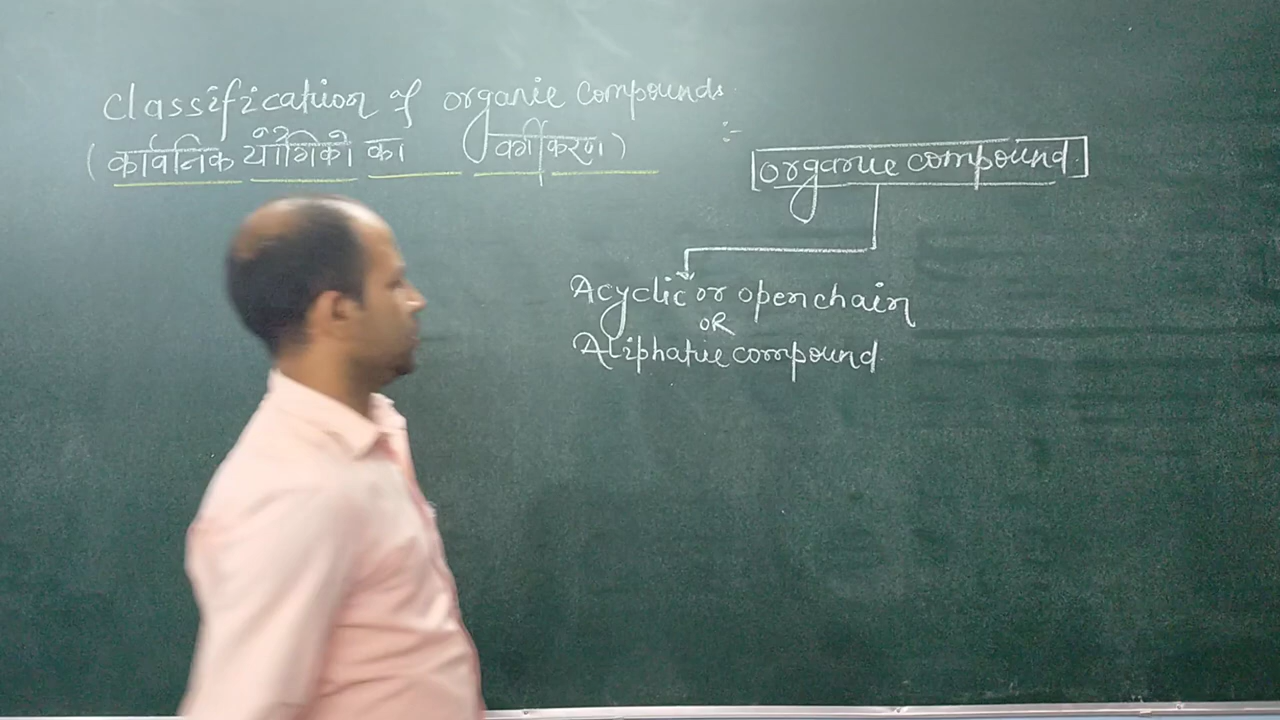 Classification of organic compounds
(कार्बनिक यौगिकों का वर्गीकरण) :-
[organic compound]
Acyclic or open chain
OR
Aliphatic compound